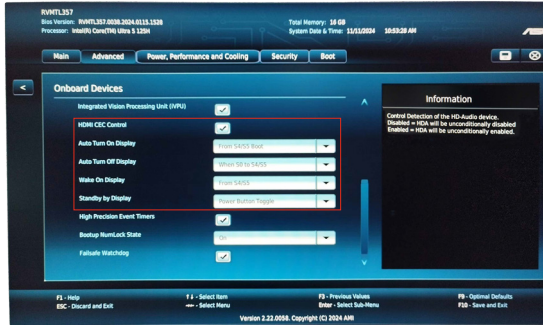 RVMTL357
Bios Version: RVMTL357.0038.2024.0115.1526
Processor: Intel(R) Core(TM) Ultra 5 125H
Total Memory: 16 GB
System Date & Time: 11/11/2024 10:53:28 AM
Main Advanced Power, Performance and Cooling Security Boot
<
Onboard Devices
Integrated Vision Processing Unit (iVPU)
HDMI CEC Control
Auto Turn On Display From S4/S5 Boot
Auto Turn Off Display When S0 to S4/S5
Wake On Display From S4/S5
Standby by Display Power Button Toggle
High Precision Event Timers
Bootup NumLock State On
Failsafe Watchdog
Information
Control Detection of the HD-Audio device.
Disabled = HDA will be unconditionally disabled
Enabled = HDA will be unconditionally enabled.
F1 - Help
ESC - Discard and Exit
↑↓ - Select Item
→← - Select Menu
F3 - Previous Values
Enter - Select Sub-Menu
F9 - Optimal Defaults
F10 - Save and Exit
Version 2.22.0058. Copyright (C) 2024 AMI